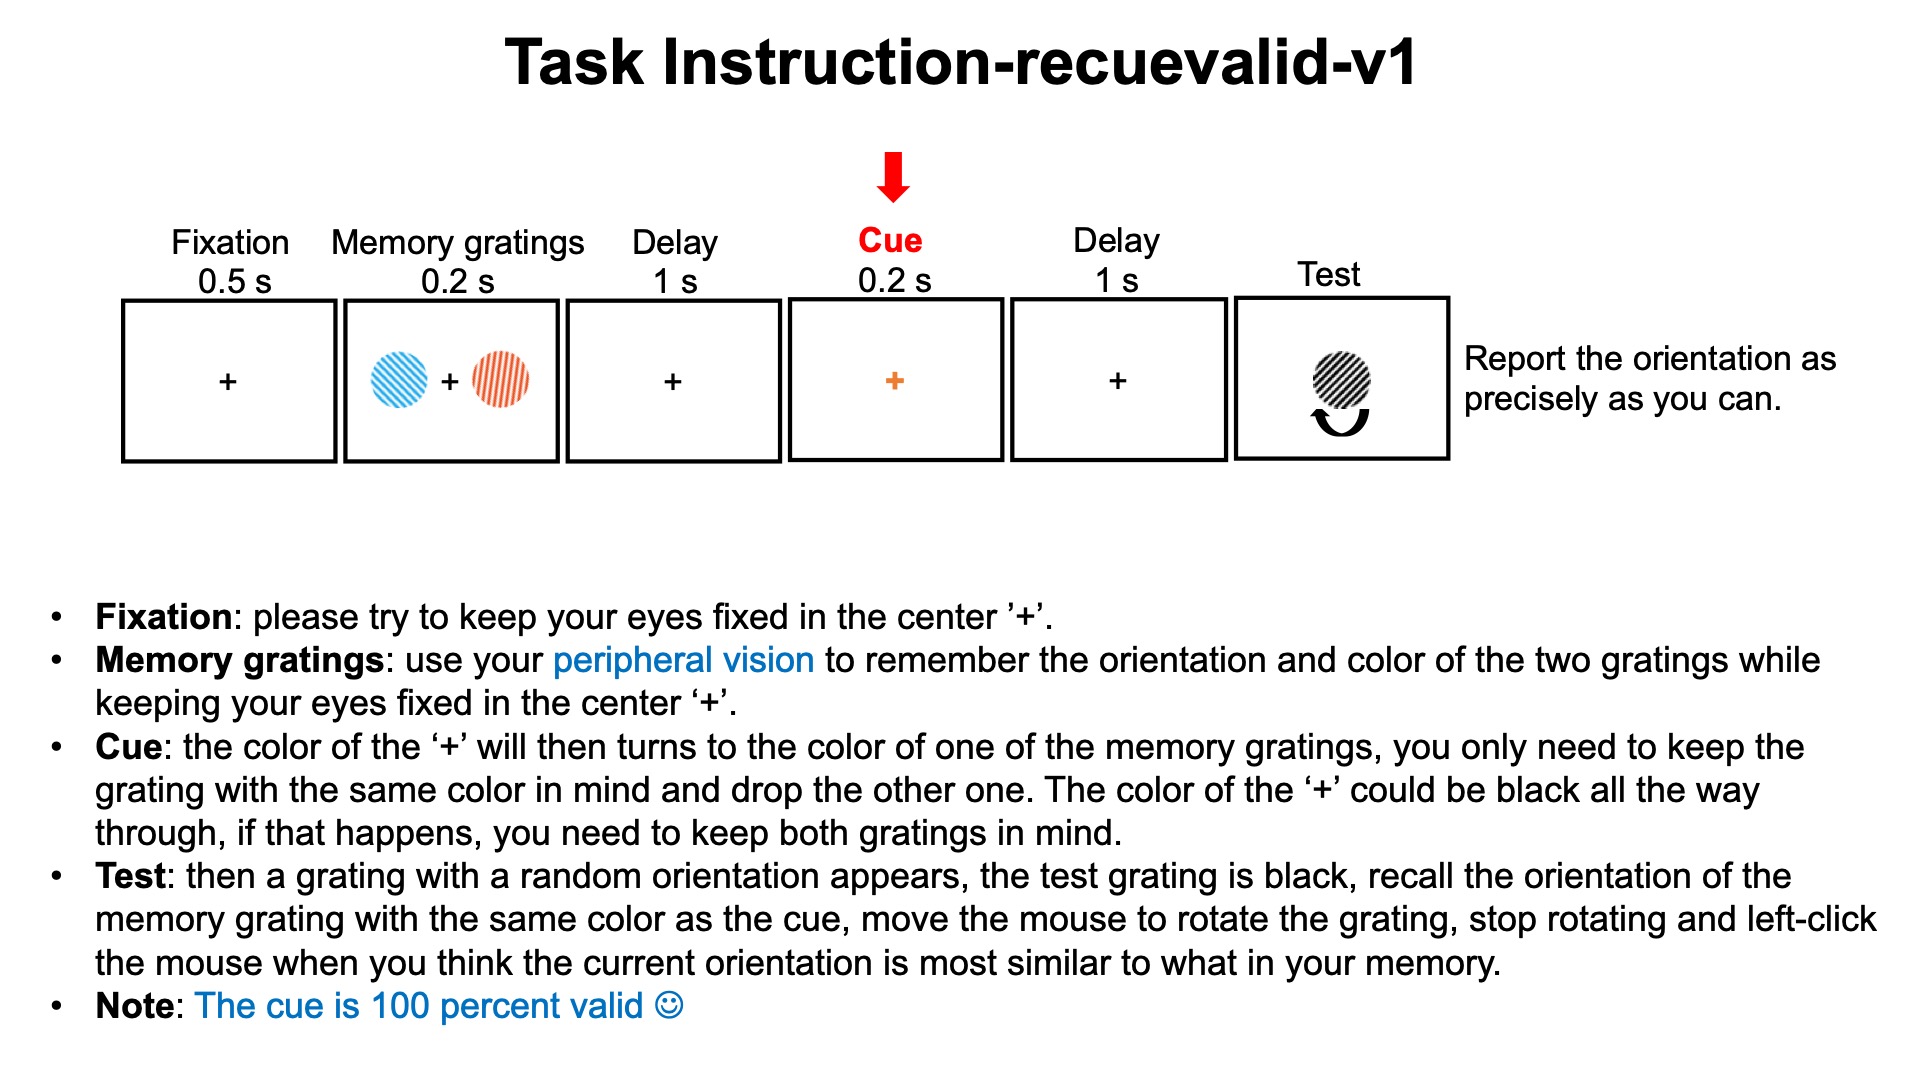 Task Instruction-recuevalid-v1
Fixation
0.5 s
Memory gratings
0.2 s
Delay
1 s
Cue
0.2 s
Delay
1 s
Test
+
+
+
+
+
Report the orientation as
precisely as you can.
• Fixation: please try to keep your eyes fixed in the center ’+’.
• Memory gratings: use your peripheral vision to remember the orientation and color of the two gratings while
keeping your eyes fixed in the center ‘+’.
• Cue: the color of the ‘+’ will then turns to the color of one of the memory gratings, you only need to keep the
grating with the same color in mind and drop the other one. The color of the ‘+’ could be black all the way
through, if that happens, you need to keep both gratings in mind.
• Test: then a grating with a random orientation appears, the test grating is black, recall the orientation of the
memory grating with the same color as the cue, move the mouse to rotate the grating, stop rotating and left-click
the mouse when you think the current orientation is most similar to what in your memory.
• Note: The cue is 100 percent valid ☺